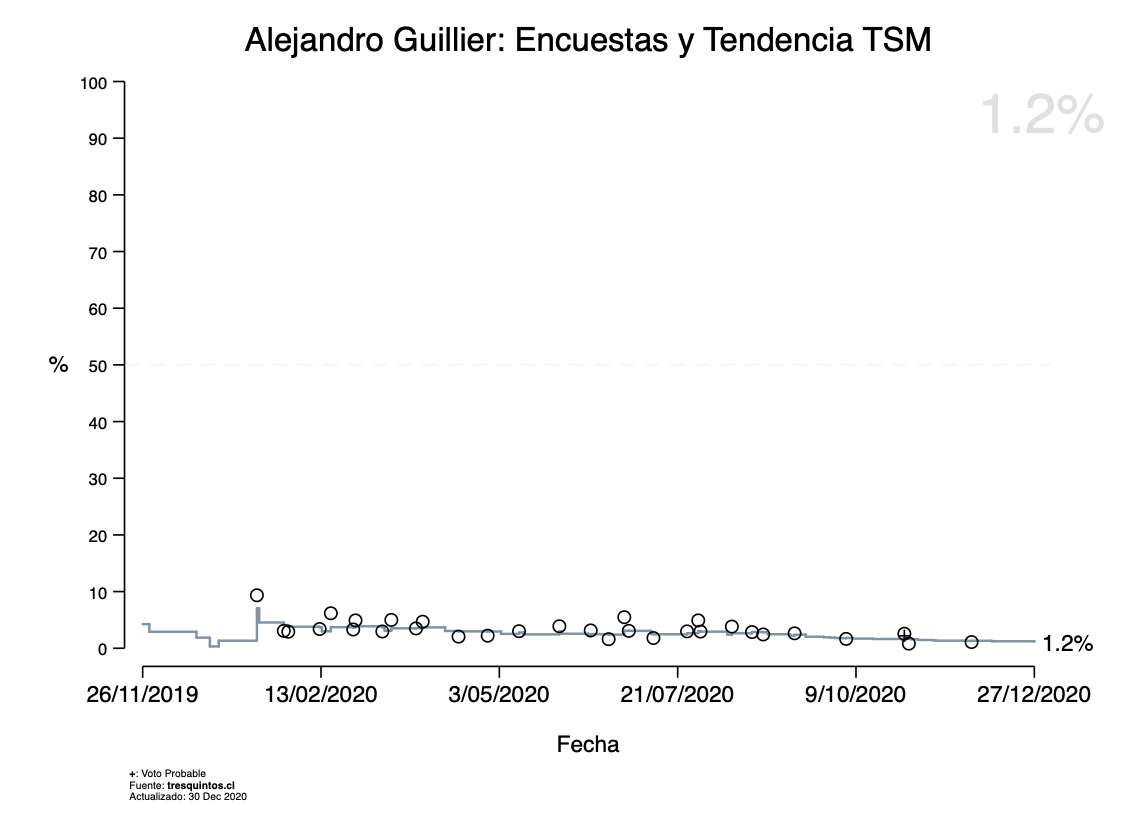 Alejandro Guillier: Encuestas y Tendencia TSM
1.2%
100
90
80
70
60
%
50
40
30
20
10
0
1.2%
26/11/2019 13/02/2020 3/05/2020 21/07/2020 9/10/2020 27/12/2020
Fecha
+: Voto Probable
Fuente: tresquintos.cl
Actualizado: 30 Dec 2020